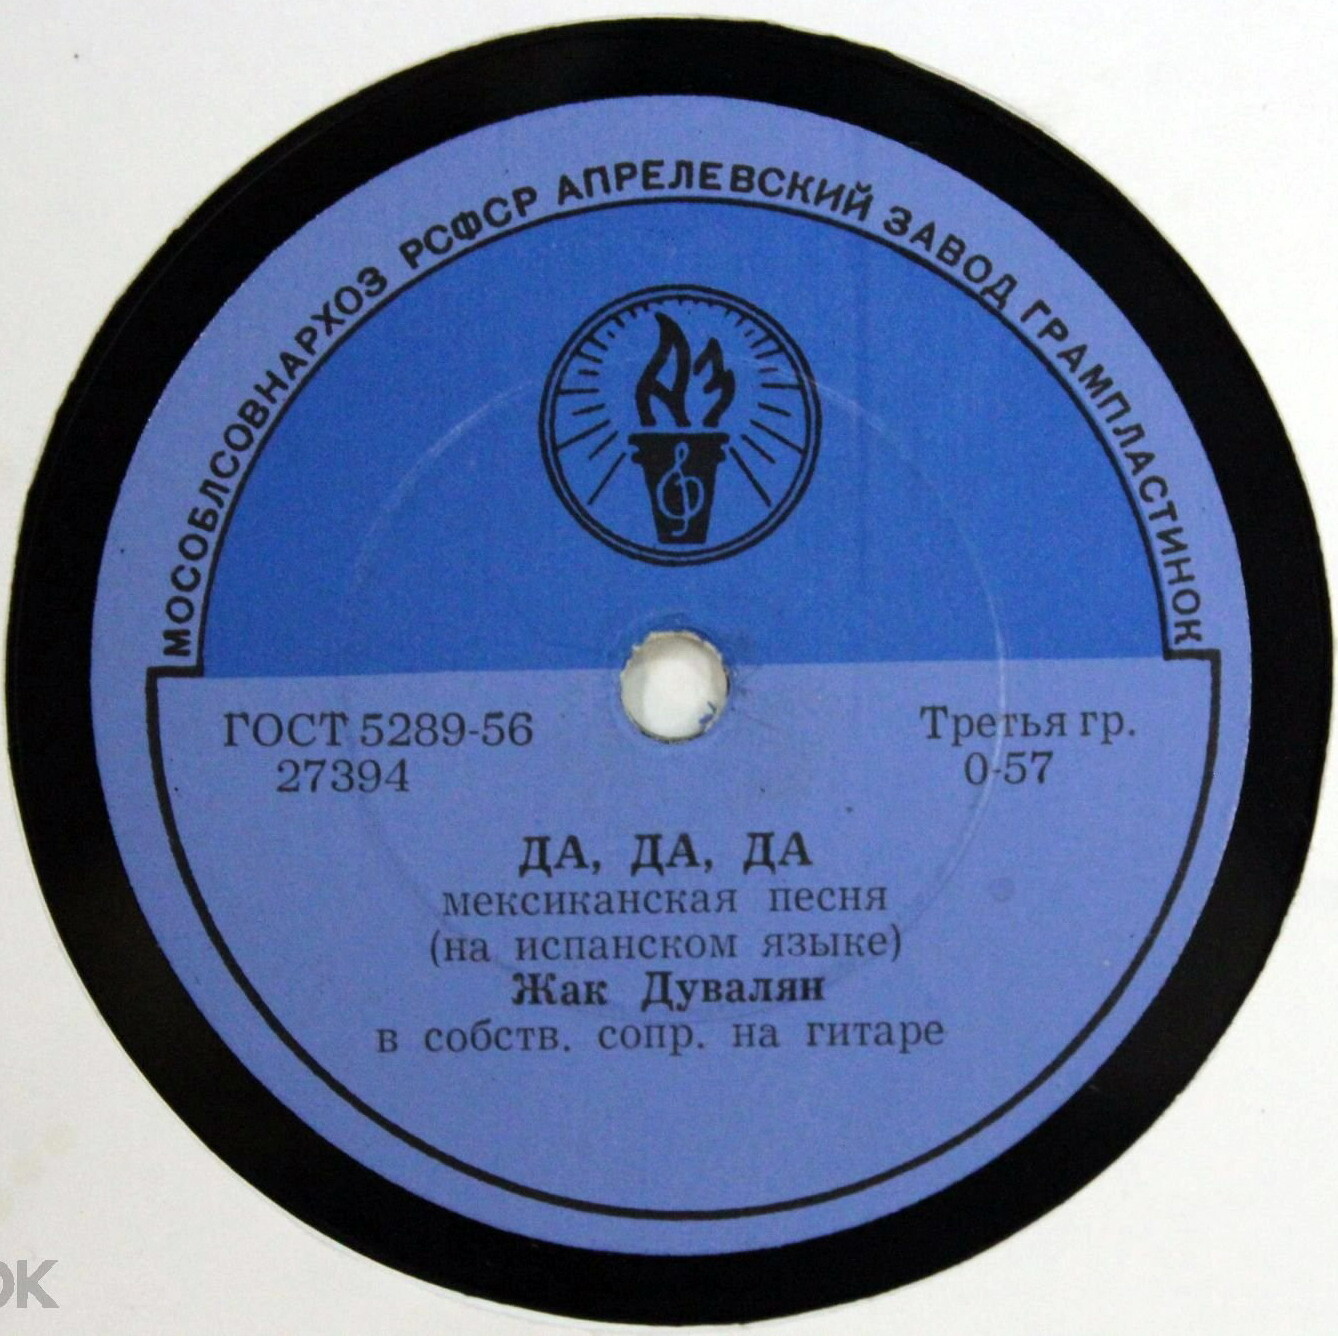 МОСОБЛСОВНАРХОЗ РСФСР АПРЕЛЕВСКИЙ ЗАВОД ГРАМПЛАСТИНОК
АЗ
ГОСТ 5289-56
27394
Третья гр.
0-57
ДА, ДА, ДА
мексиканская песня
(на испанском языке)
Жак Дувалян
в собств. сопр. на гитаре
ОК